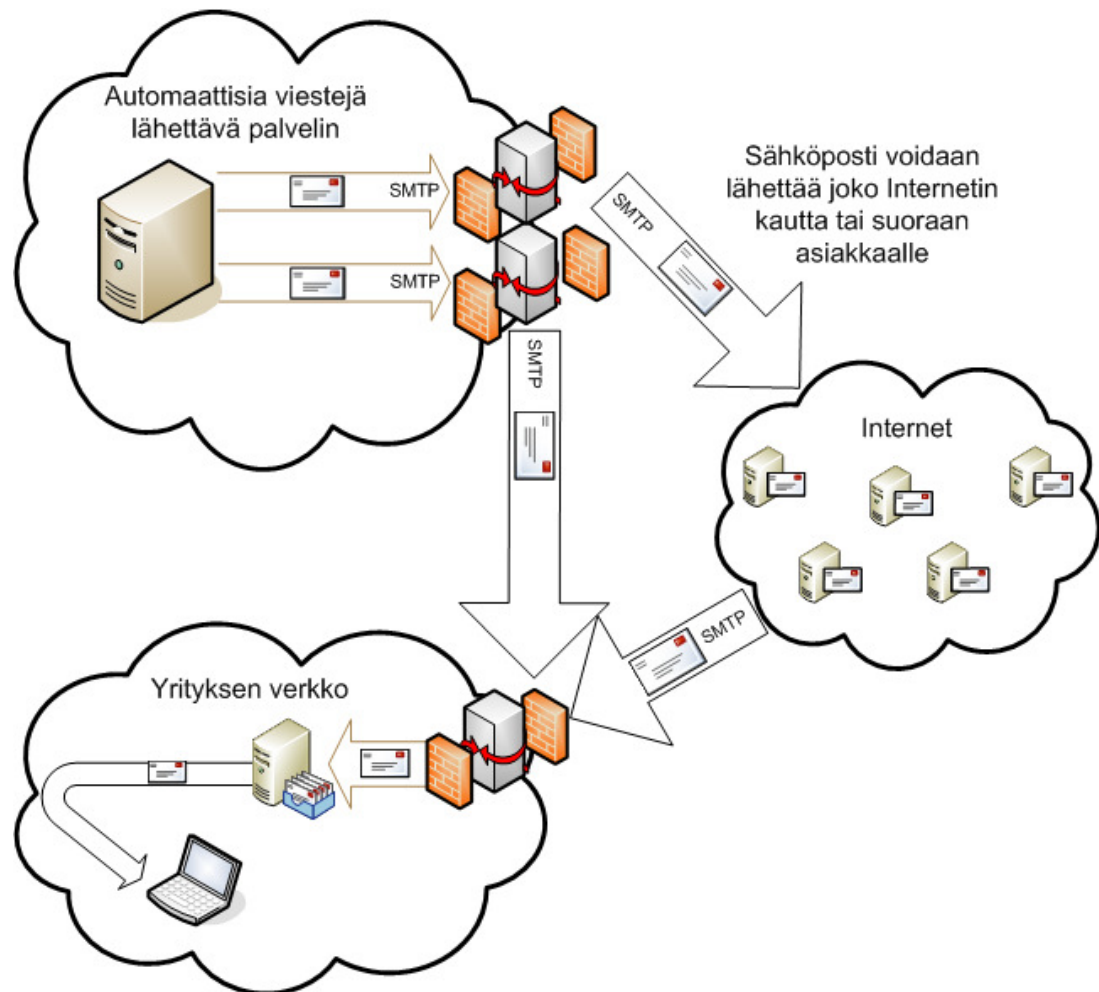 Automaattisia viestejä
lähettävä palvelin
SMTP
SMTP
Sähköposti voidaan
lähettää joko Internetin
kautta tai suoraan
asiakkaalle
SMTP
SMTP
Internet
SMTP
Yrityksen verkko